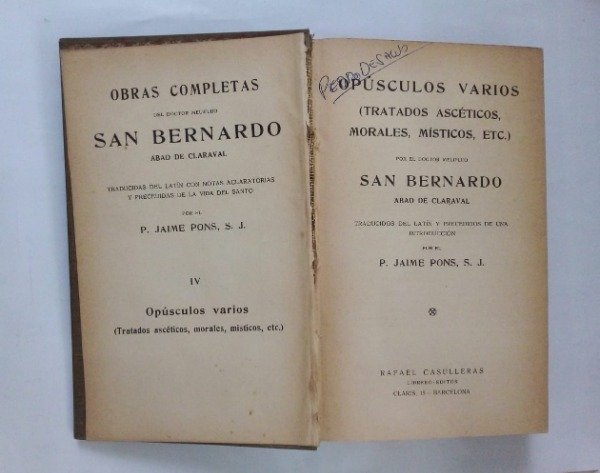 OBRAS COMPLETAS
DEL DOCTOR MELIFLUO
SAN BERNARDO
ABAD DE CLARAVAL
TRADUCIDAS DEL LATÍN CON NOTAS ACLARATORIAS
Y PRECEDIDAS DE LA VIDA DEL SANTO
POR EL
P. JAIME PONS, S. J.
IV
Opúsculos varios
(Tratados ascéticos, morales, místicos, etc.)
OPÚSCULOS VARIOS
(TRATADOS ASCÉTICOS,
MORALES, MÍSTICOS, ETC.)
POR EL DOCTOR MELIFLUO
SAN BERNARDO
ABAD DE CLARAVAL
TRADUCIDOS DEL LATÍN Y PRECEDIDOS DE UNA
INTRODUCCIÓN
POR EL
P. JAIME PONS, S. J.
RAFAEL CASULLERAS
LIBRERO-EDITOR
CLARIS, 15 - BARCELONA